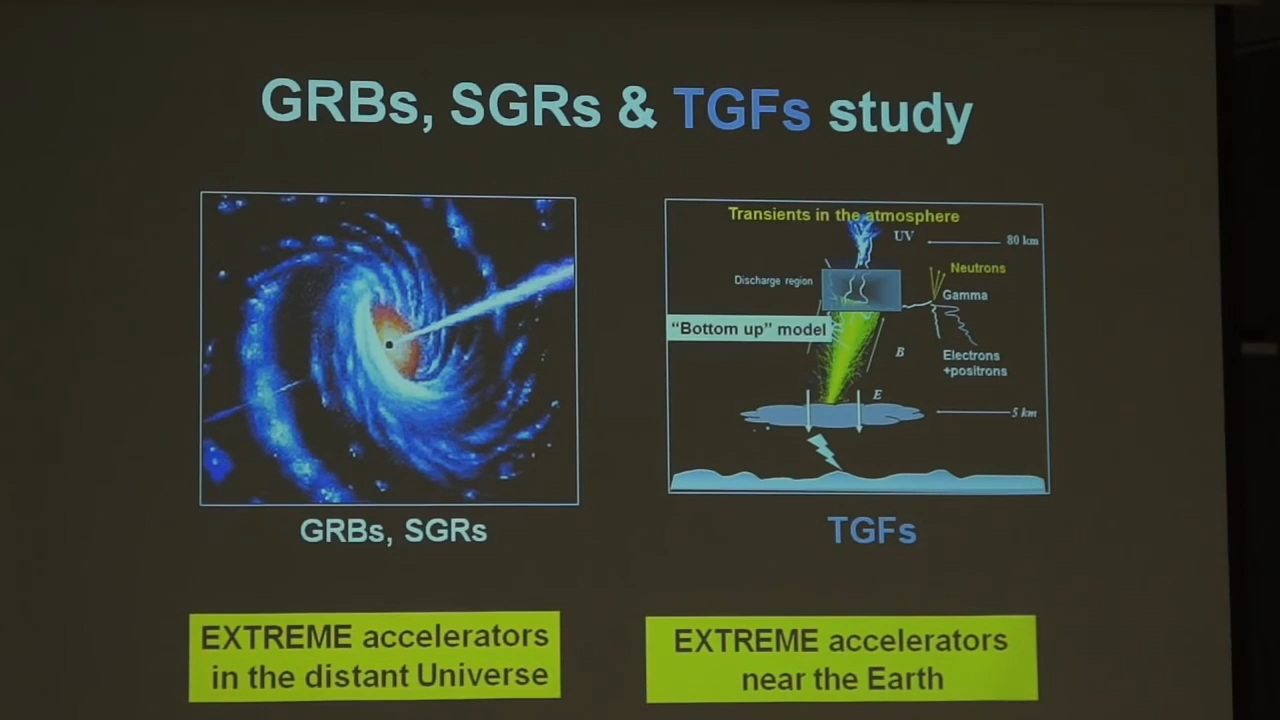 GRBs, SGRs & TGFs study
Transients in the atmosphere
UV
80 km
Discharge region
Neutrons
Gamma
"Bottom up" model
B
Electrons
+positrons
E
5 km
GRBs, SGRs
TGFs
EXTREME accelerators
in the distant Universe
EXTREME accelerators
near the Earth